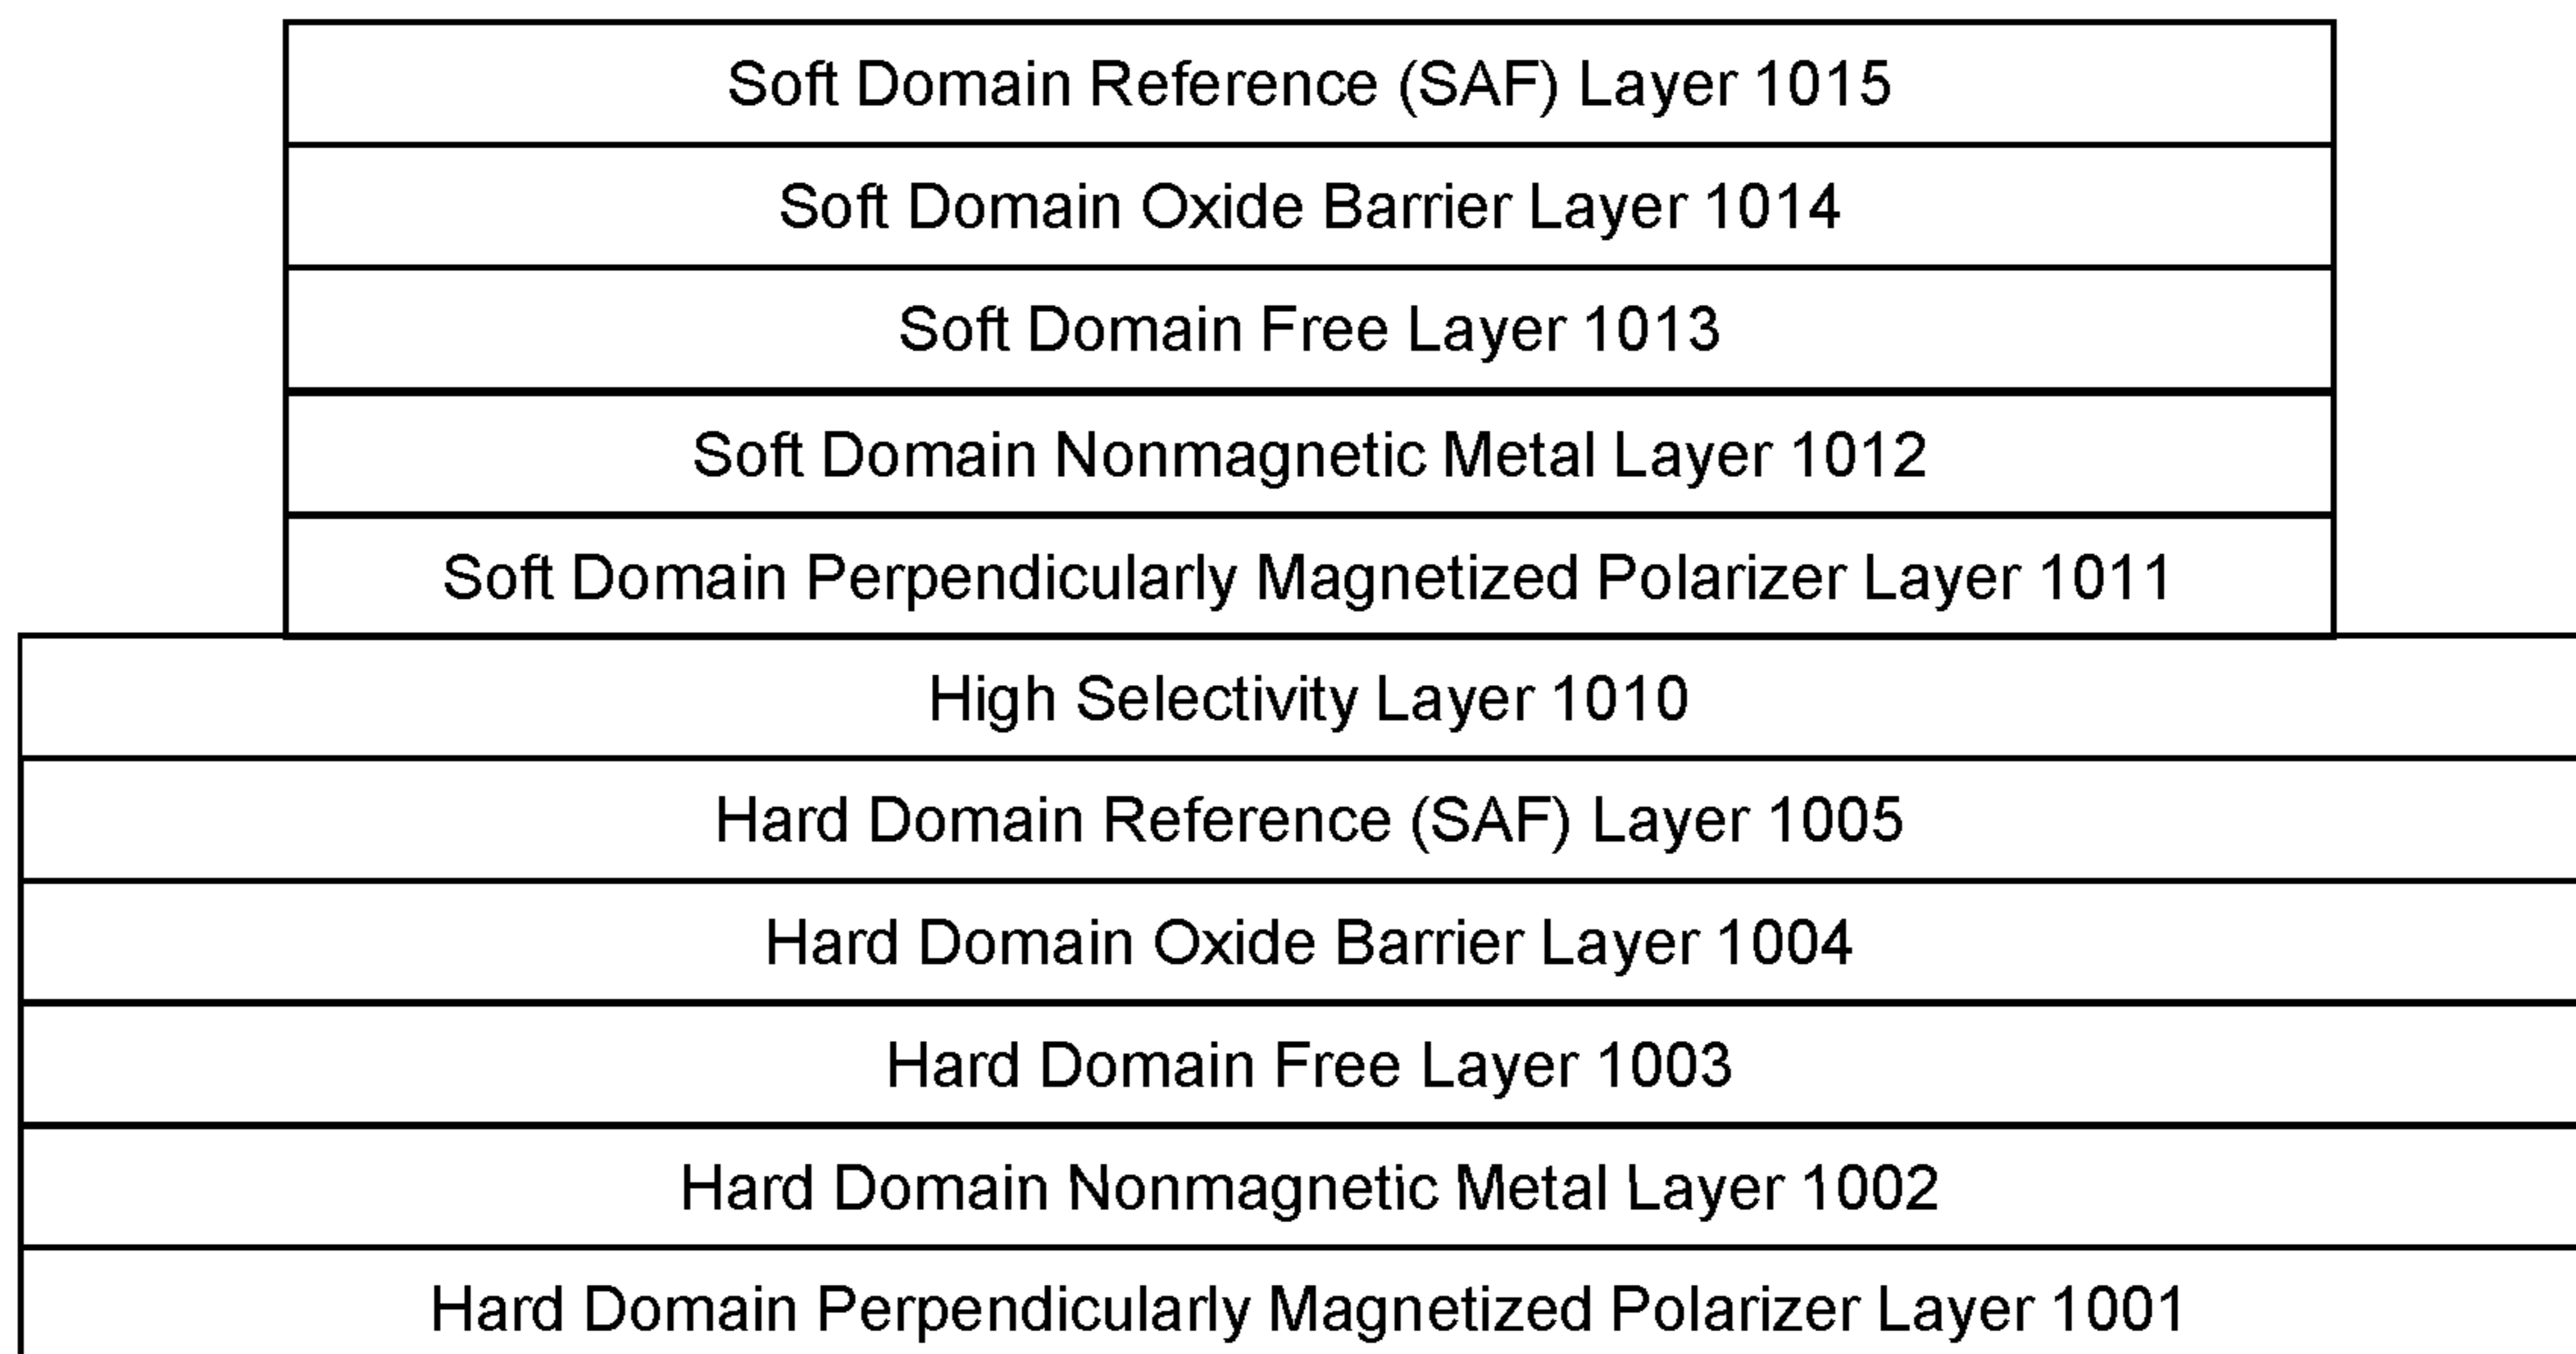 Soft Domain Reference (SAF) Layer 1015
Soft Domain Oxide Barrier Layer 1014
Soft Domain Free Layer 1013
Soft Domain Nonmagnetic Metal Layer 1012
Soft Domain Perpendicularly Magnetized Polarizer Layer 1011
High Selectivity Layer 1010
Hard Domain Reference (SAF) Layer 1005
Hard Domain Oxide Barrier Layer 1004
Hard Domain Free Layer 1003
Hard Domain Nonmagnetic Metal Layer 1002
Hard Domain Perpendicularly Magnetized Polarizer Layer 1001